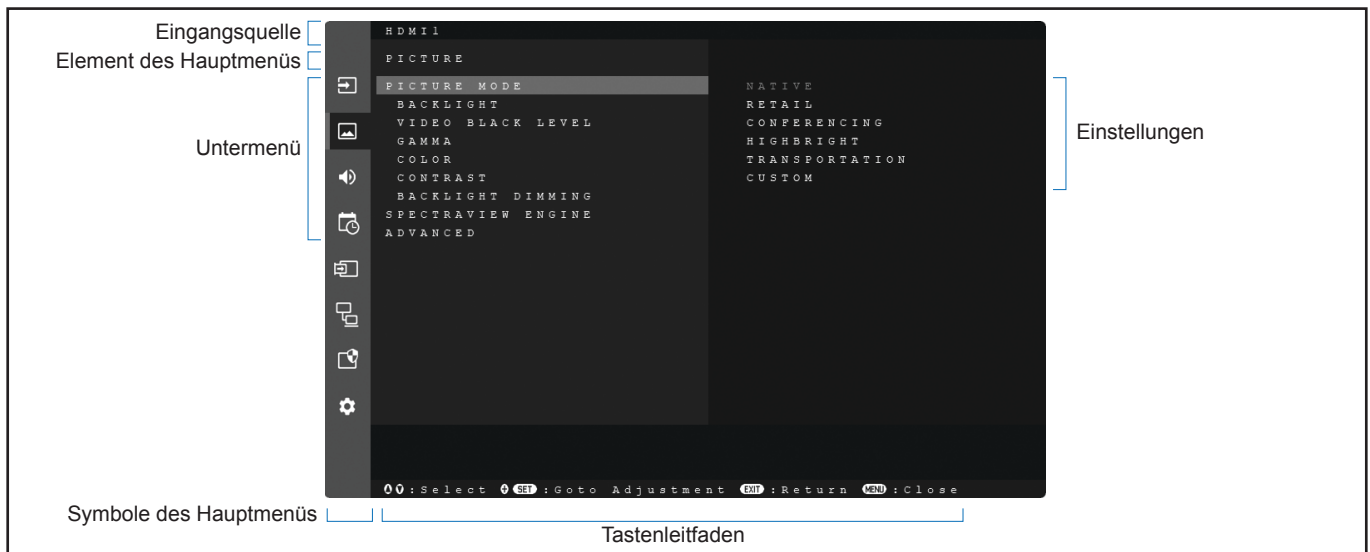 Eingangsquelle
HDMI1
Element des Hauptmenüs
PICTURE
Untermenü
PICTURE MODE
BACKLIGHT
VIDEO BLACK LEVEL
GAMMA
COLOR
CONTRAST
BACKLIGHT DIMMING
SPECTRAVIEW ENGINE
ADVANCED
NATIVE
RETAIL
CONFERENCING
HIGHBRIGHT
TRANSPORTATION
CUSTOM
Einstellungen
:Select SET :Goto Adjustment EXIT :Return MENU :Close
Symbole des Hauptmenüs
Tastenleitfaden